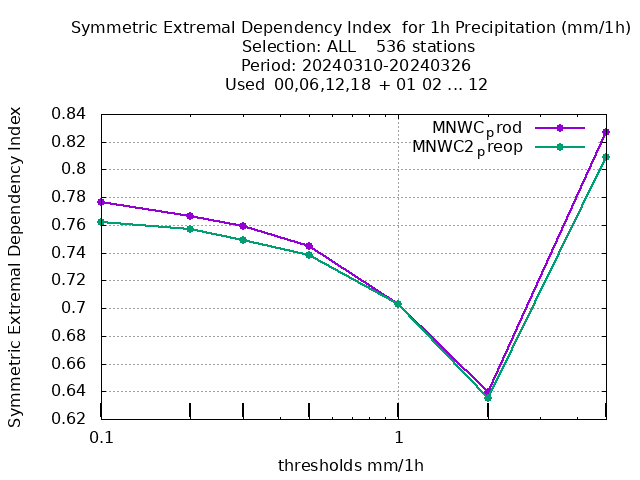 Symmetric Extremal Dependency Index  for 1h Precipitation (mm/1h)
Selection: ALL    536 stations
Period: 20240310-20240326
Used  00,06,12,18  + 01 02 ... 12
MNWC_prod
MNWC2_preop
Symmetric Extremal Dependency Index
0.84
0.82
0.8
0.78
0.76
0.74
0.72
0.7
0.68
0.66
0.64
0.62
0.1
1
thresholds mm/1h